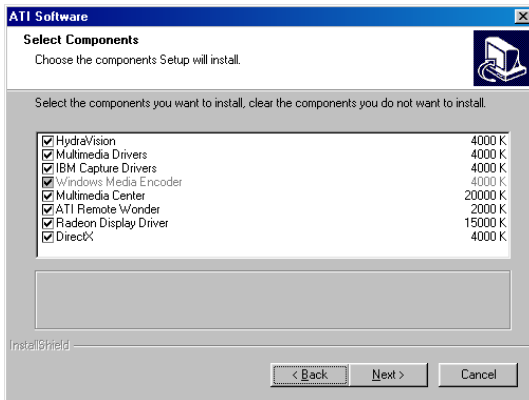 ATI Software
Select Components
Choose the components Setup will install.
Select the components you want to install, clear the components you do not want to install.
HydraVision 4000 K
Multimedia Drivers 4000 K
IBM Capture Drivers 4000 K
Windows Media Encoder 4000 K
Multimedia Center 20000 K
ATI Remote Wonder 2000 K
Radeon Display Driver 15000 K
DirectX 4000 K
InstallShield
< Back Next > Cancel